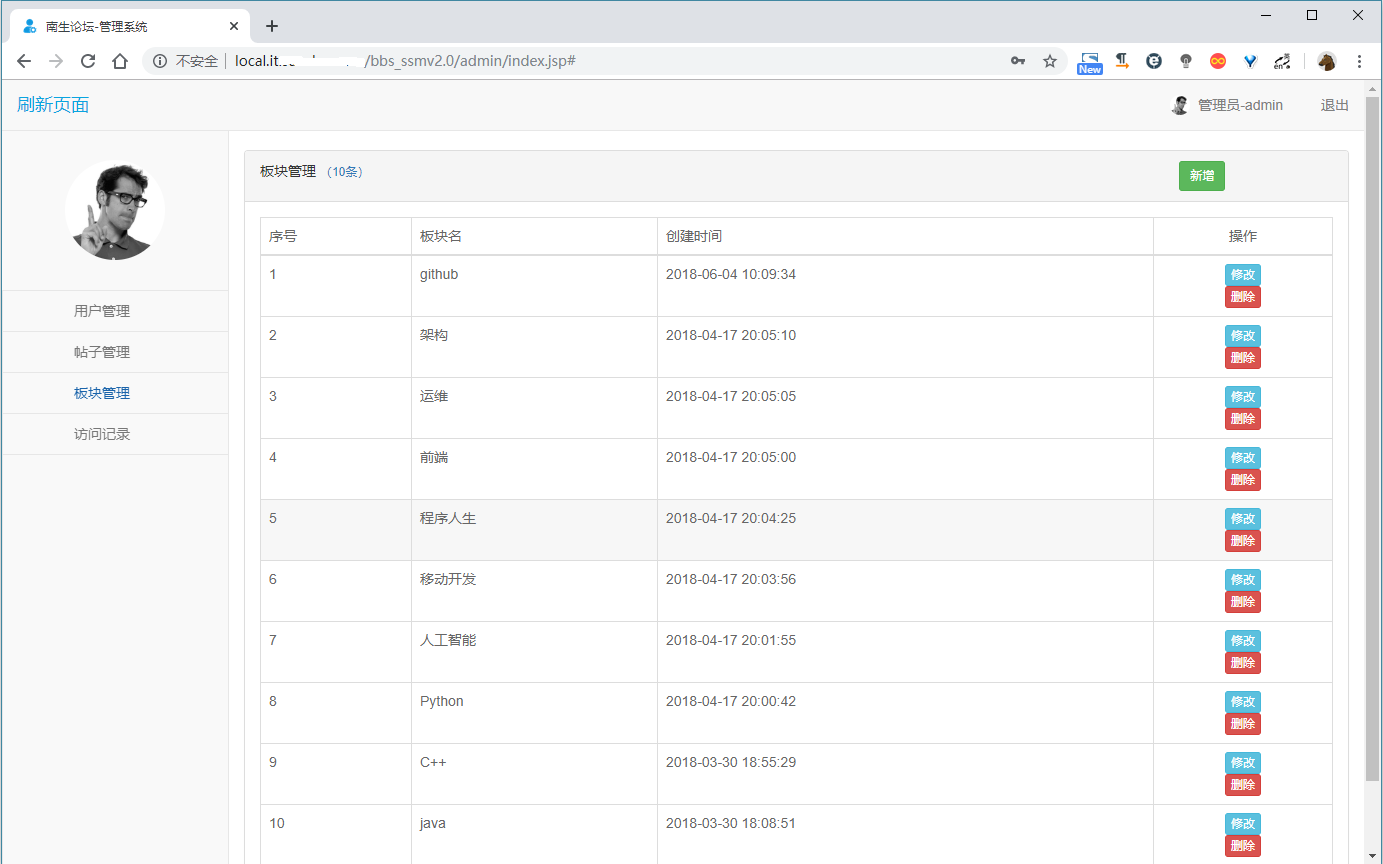 南生论坛-管理系统
不安全 local.it. /bbs_ssmv2.0/admin/index.jsp#
New
en
刷新页面 管理员-admin 退出
用户管理
帖子管理
板块管理
访问记录
板块管理 （10条） 新增
序号 板块名 创建时间 操作
1 github 2018-06-04 10:09:34 修改
删除
2 架构 2018-04-17 20:05:10 修改
删除
3 运维 2018-04-17 20:05:05 修改
删除
4 前端 2018-04-17 20:05:00 修改
删除
5 程序人生 2018-04-17 20:04:25 修改
删除
6 移动开发 2018-04-17 20:03:56 修改
删除
7 人工智能 2018-04-17 20:01:55 修改
删除
8 Python 2018-04-17 20:00:42 修改
删除
9 C++ 2018-03-30 18:55:29 修改
删除
10 java 2018-03-30 18:08:51 修改
删除